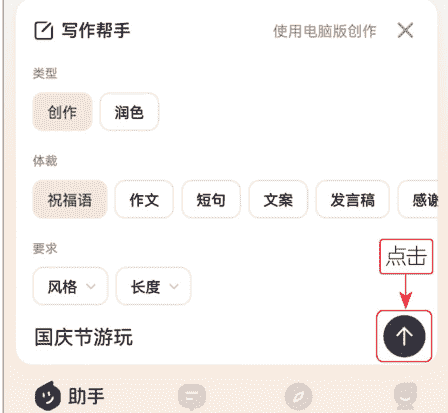 写作帮手 使用电脑版创作
类型
创作 润色
体裁
祝福语 作文 短句 文案 发言稿 感谢
要求
点击
风格 长度
国庆节游玩
助手